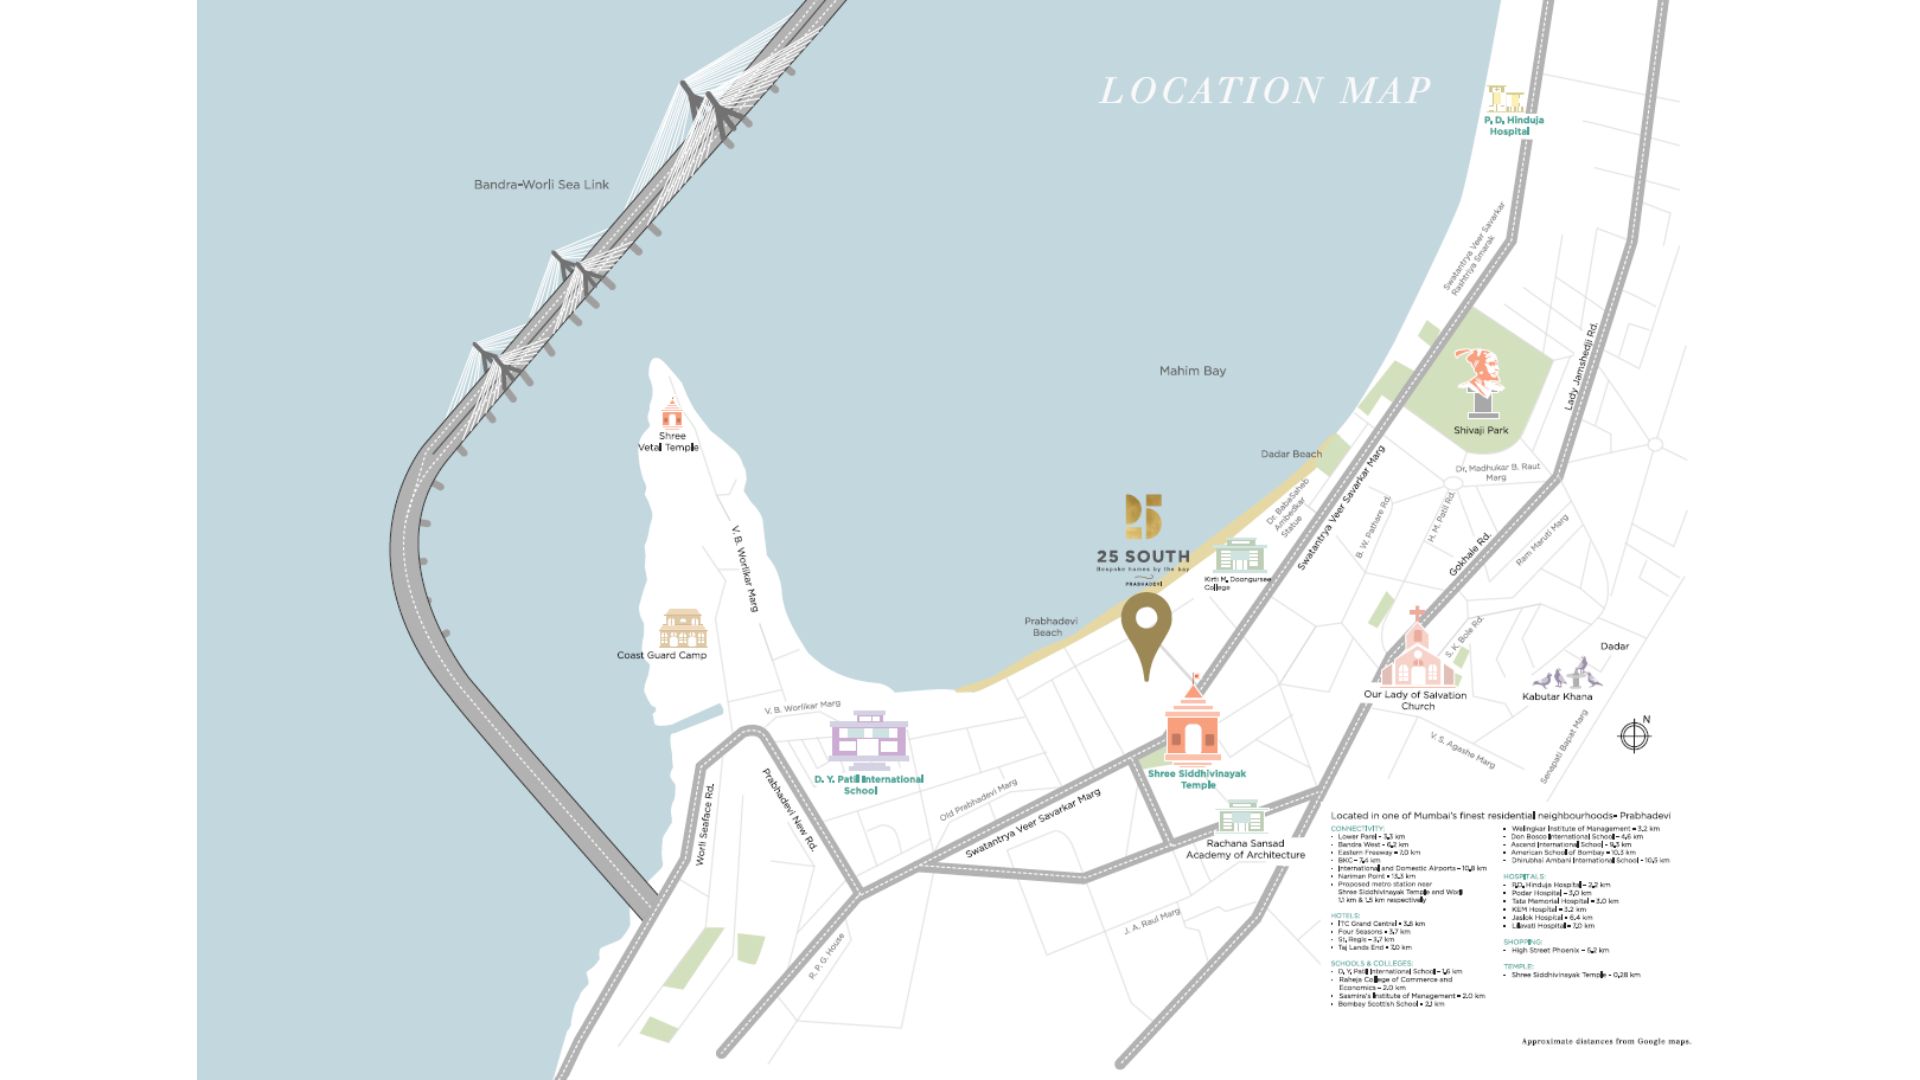 LOCATION MAP
P. D. Hinduja
Hospital
Bandra-Worli Sea Link
Swatantrya Veer Savarkar
Rashtriya Smarak
Mahim Bay
Lady Jamshedji Rd.
Shivaji Park
Shree
Vetal Temple
Dadar Beach
Dr. Madhukar B. Raut
Marg
Dr. BabaSaheb
Ambedkar
Statue
Swatantrya Veer Savarkar Marg
B. W. Pathare Rd.
H. M. Patil Rd.
Gokhale Rd.
Ram Maruti Marg
25
25 SOUTH
Bespoke homes by the bay
PRABHADEVI
Kirti M. Doongursee
College
V. B. Worlikar Marg
Prabhadevi
Beach
Coast Guard Camp
S. K. Bole Rd.
Dadar
Our Lady of Salvation
Church
Kabutar Khana
V. B. Worlikar Marg
N
V. S. Agashe Marg
Senapati Bapat Marg
D. Y. Patil International
School
Shree Siddhivinayak
Temple
Worli Seaface Rd.
Prabhadevi New Rd.
Old Prabhadevi Marg
Swatantrya Veer Savarkar Marg
Rachana Sansad
Academy of Architecture
J. A. Raul Marg
R. P. G. House
Located in one of Mumbai's finest residential neighbourhoods- Prabhadevi
CONNECTIVITY:
- Lower Parel - 3.3 km
- Bandra West - 6.2 km
- Eastern Freeway - 7.0 km
- BKC - 7.4 km
- International and Domestic Airports - 10.8 km
- Nariman Point - 13.3 km
- Proposed metro station near
Shree Siddhivinayak Temple and Worli
1.1 km & 1.5 km respectively
HOTELS:
- ITC Grand Central - 3.8 km
- Four Seasons - 3.7 km
- St. Regis - 3.7 km
- Taj Lands End - 7.0 km
SCHOOLS & COLLEGES:
- D. Y. Patil International School - 1.6 km
- Raheja College of Commerce and
Economics - 2.0 km
- Sasmira's Institute of Management - 2.0 km
- Bombay Scottish School - 2.1 km
- Welingkar Institute of Management - 3.2 km
- Don Bosco International School - 4.6 km
- Ascend International School - 9.3 km
- American School of Bombay - 10.3 km
- Dhirubhai Ambani International School - 10.5 km
HOSPITALS:
- P.D. Hinduja Hospital - 2.2 km
- Podar Hospital - 3.0 km
- Tata Memorial Hospital - 3.0 km
- KEM Hospital - 3.2 km
- Jaslok Hospital - 6.4 km
- Lilavati Hospital - 7.0 km
SHOPPING:
- High Street Phoenix - 5.2 km
TEMPLE:
- Shree Siddhivinayak Temple - 0.28 km
Approximate distances from Google maps.